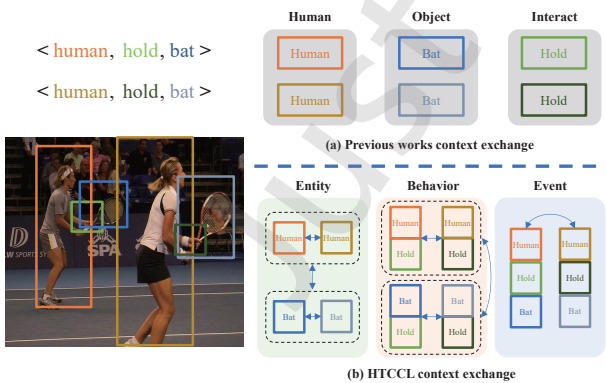 < human, hold, bat >
< human, hold, bat >
Human Object Interact
Human Bat Hold
Human Bat Hold
(a) Previous works context exchange
Entity Behavior Event
Human Human
Bat Bat
Human Human
Hold Hold
Bat Bat
Hold Hold
Human Human
Hold Hold
Bat Bat
(b) HTCCL context exchange
SPA
SPORTS